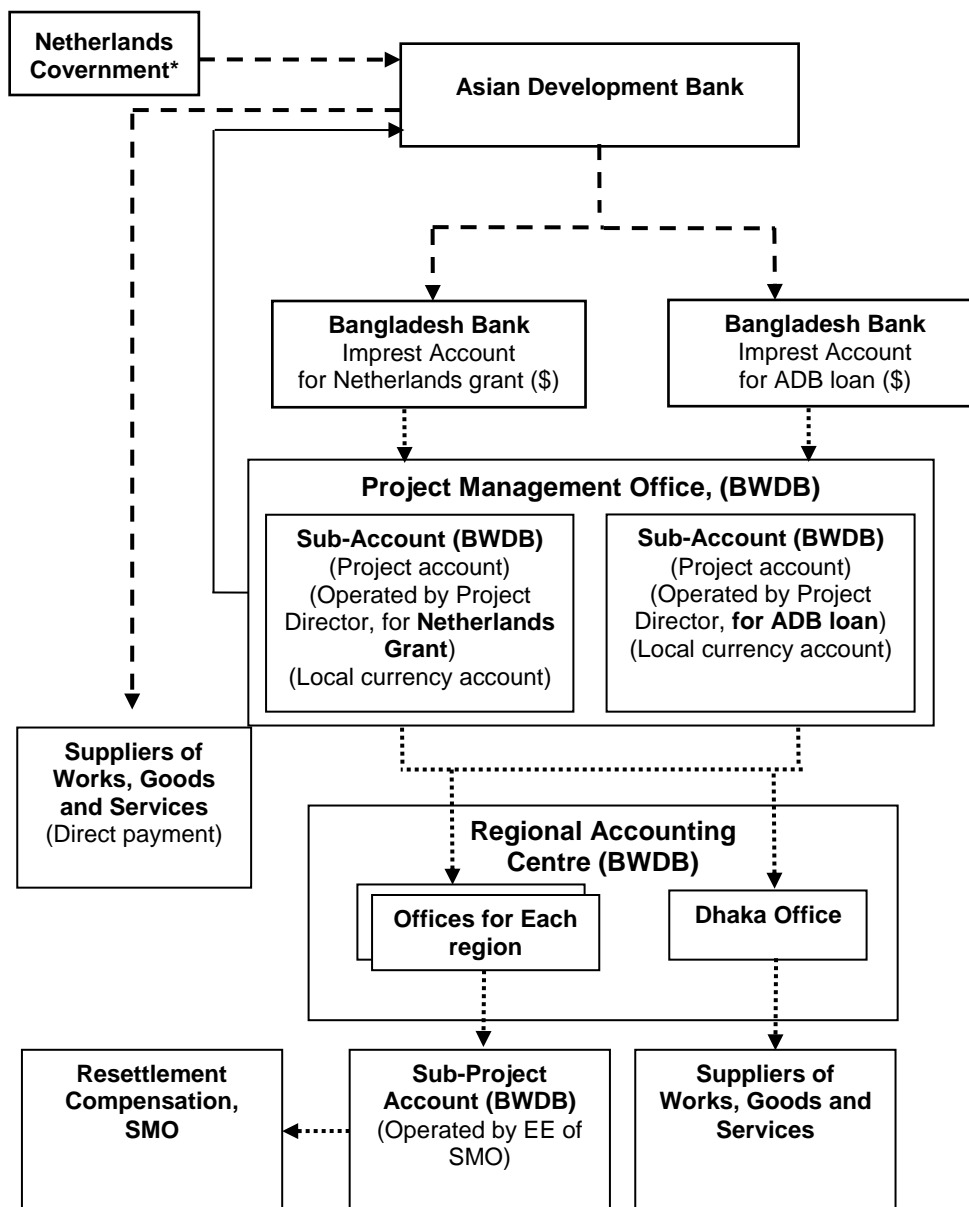 Netherlands
Covernment*
Asian Development Bank
Bangladesh Bank
Imprest Account
for Netherlands grant ($)
Bangladesh Bank
Imprest Account
for ADB loan ($)
Project Management Office, (BWDB)
Sub-Account (BWDB)
(Project account)
(Operated by Project
Director, for Netherlands
Grant)
(Local currency account)
Sub-Account (BWDB)
(Project account)
(Operated by Project
Director, for ADB loan)
(Local currency account)
Suppliers of
Works, Goods
and Services
(Direct payment)
Regional Accounting
Centre (BWDB)
Offices for Each
region
Dhaka Office
Resettlement
Compensation,
SMO
Sub-Project
Account (BWDB)
(Operated by EE of
SMO)
Suppliers of
Works, Goods and
Services